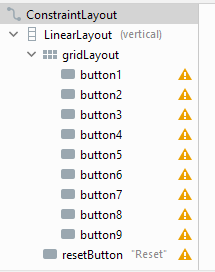 ConstraintLayout
LinearLayout (vertical)
gridLayout
button1
button2
button3
button4
button5
button6
button7
button8
button9
resetButton "Reset"